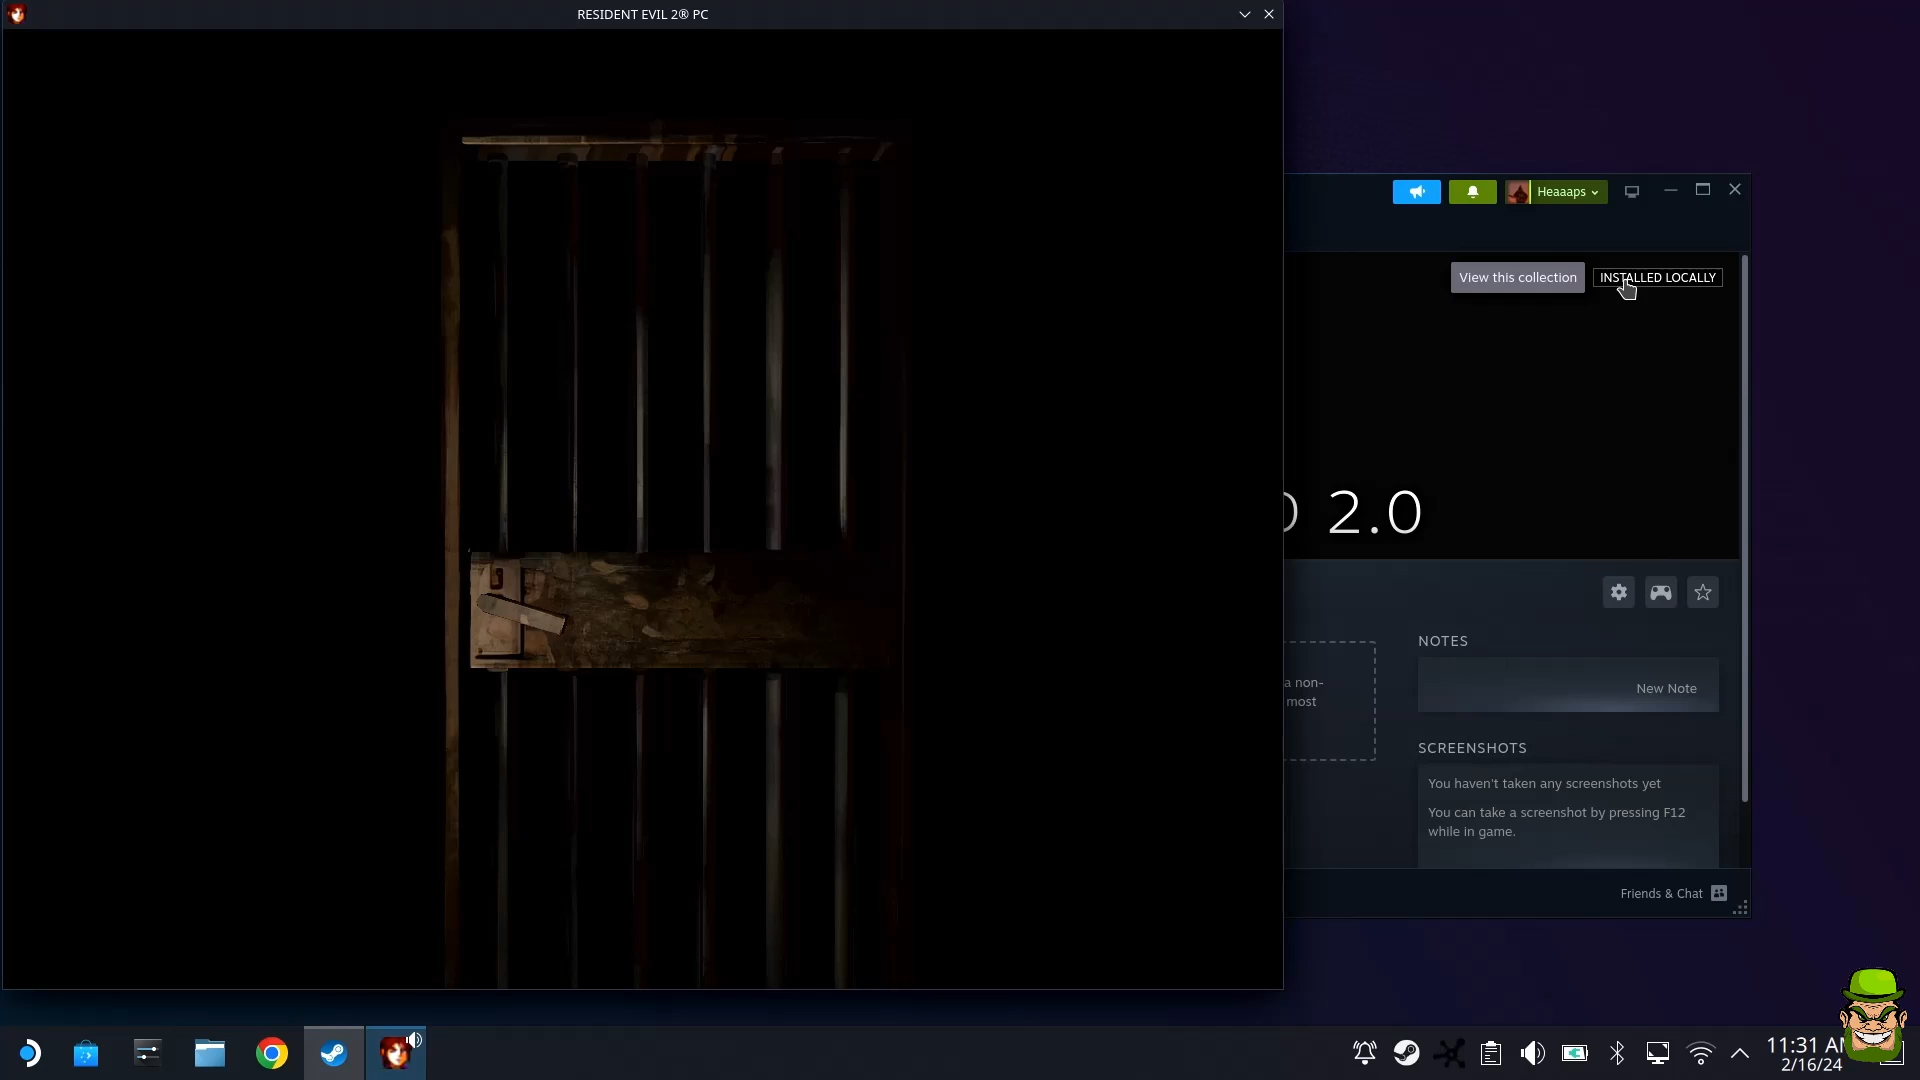 RESIDENT EVIL 2® PC
Heaaaps
View this collection
INSTALLED LOCALLY
2.0
a non-
most
NOTES
New Note
SCREENSHOTS
You haven't taken any screenshots yet
You can take a screenshot by pressing F12
while in game.
Friends & Chat
11:31
2/16/24